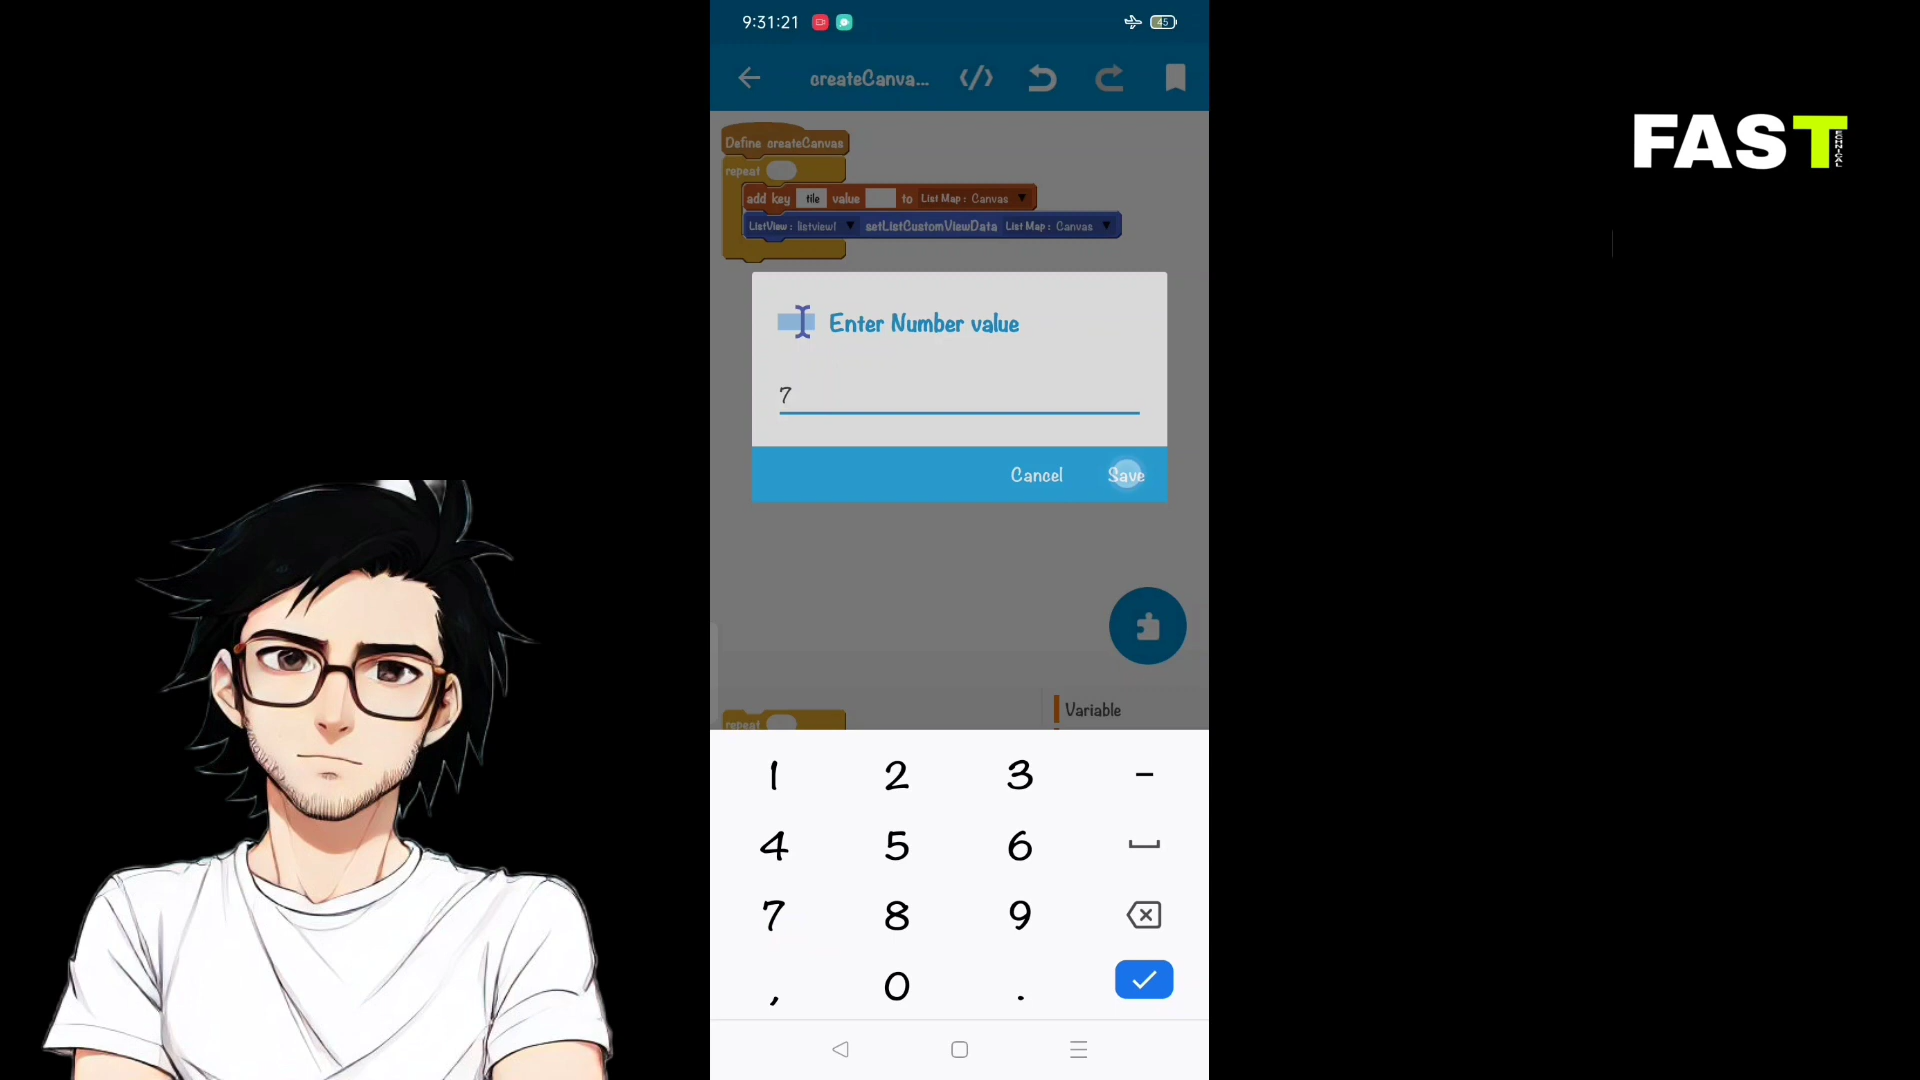 9:31:21
45
createCanva...
Define createCanvas
repeat
add key tile value to List Map : Canvas
ListView : listview1 setListCustomViewData List Map : Canvas
Enter Number value
7
Cancel Save
repeat
Variable
1 2 3 -
4 5 6
7 8 9
, 0 .
FAST